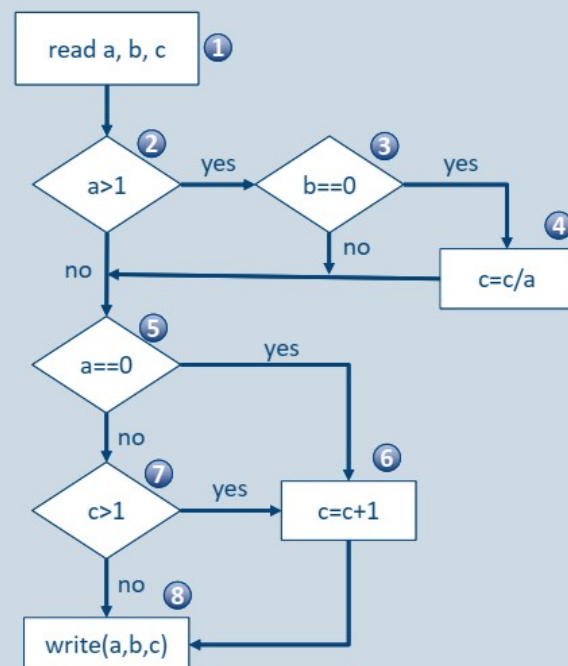 read a, b, c
1
2
a>1
yes
3
b==0
yes
no
no
4
c=c/a
5
a==0
yes
no
7
c>1
yes
6
c=c+1
no
8
write(a,b,c)